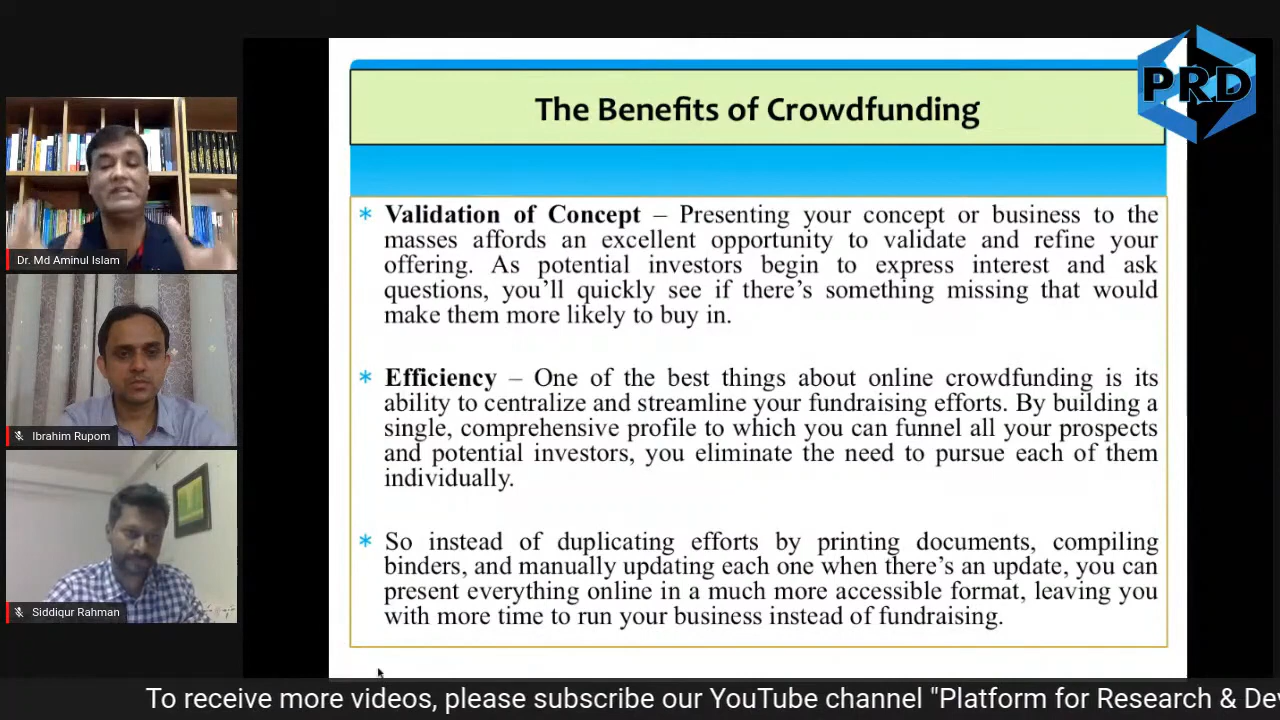 PRD
The Benefits of Crowdfunding
* Validation of Concept – Presenting your concept or business to the
masses affords an excellent opportunity to validate and refine your
offering. As potential investors begin to express interest and ask
questions, you’ll quickly see if there’s something missing that would
make them more likely to buy in.
* Efficiency – One of the best things about online crowdfunding is its
ability to centralize and streamline your fundraising efforts. By building a
single, comprehensive profile to which you can funnel all your prospects
and potential investors, you eliminate the need to pursue each of them
individually.
* So instead of duplicating efforts by printing documents, compiling
binders, and manually updating each one when there’s an update, you can
present everything online in a much more accessible format, leaving you
with more time to run your business instead of fundraising.
Dr. Md Aminul Islam
Ibrahim Rupom
Siddiqur Rahman
To receive more videos, please subscribe our YouTube channel "Platform for Research & De